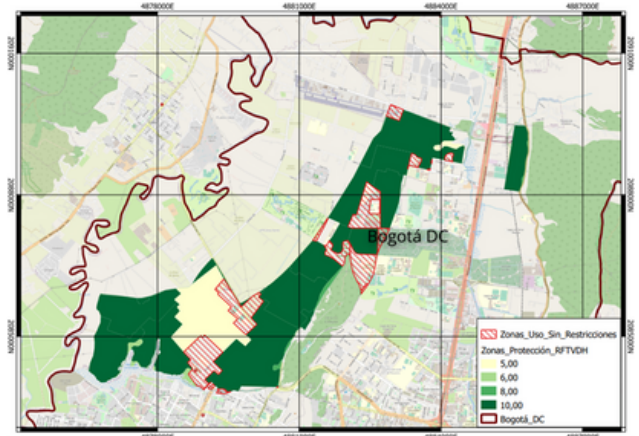 4878000E 4881000E 4884000E 4887000E
2091000N
2088000N
2085000N
Bogotá DC
Zonas_Uso_Sin_Restricciones
Zonas_Protección_RFTVDH
5,00
6,00
8,00
10,00
Bogotá_DC